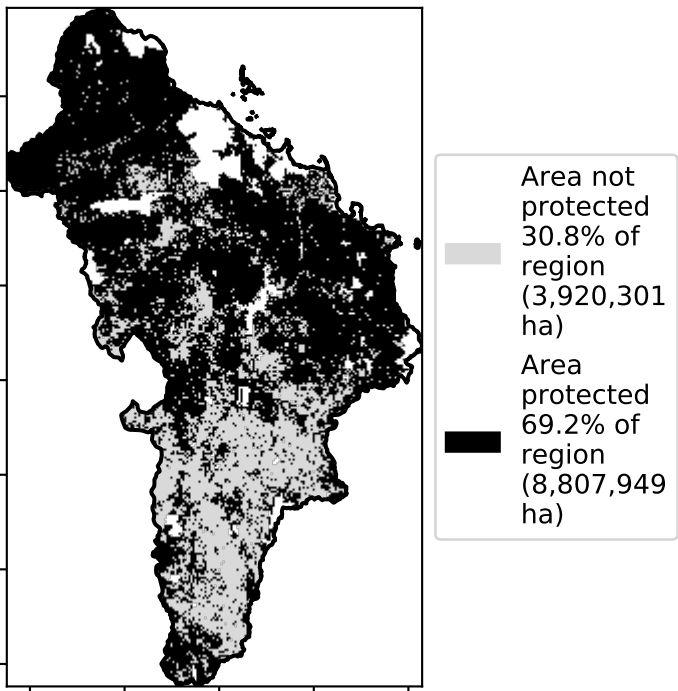 Area not
protected
30.8% of
region
(3,920,301
ha)
Area
protected
69.2% of
region
(8,807,949
ha)